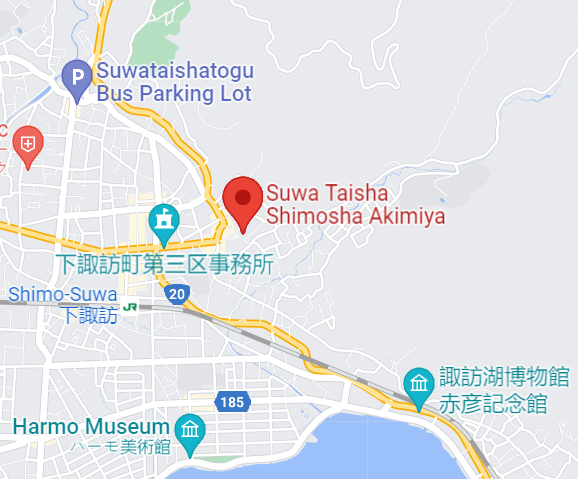 Suwataishatogu
Bus Parking Lot
P
C
ク
Suwa Taisha
Shimosha Akimiya
下諏訪町第三区事務所
Shimo-Suwa
下諏訪
JR
20
185
諏訪湖博物館
赤彦記念館
Harmo Museum
ハーモ美術館